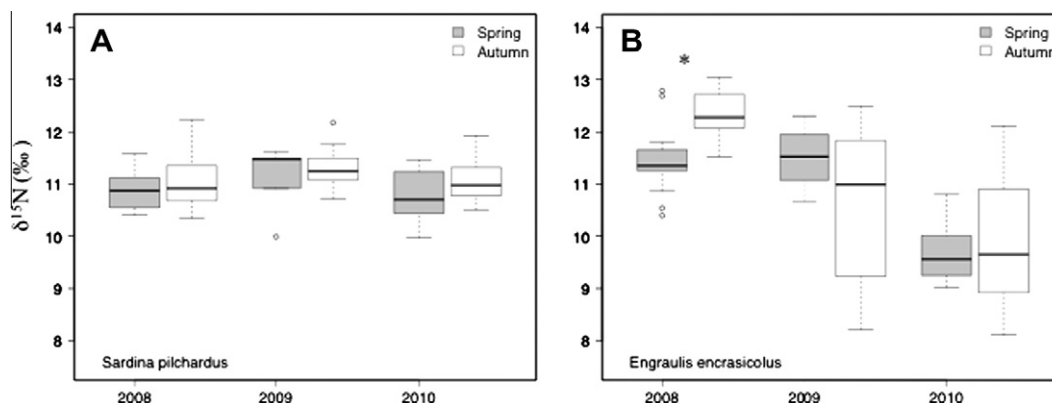 A
Spring
Autumn
δ¹⁵N (‰)
14
13
12
11
10
9
8
Sardina pilchardus
2008
2009
2010
B
*
Spring
Autumn
14
13
12
11
10
9
8
Engraulis encrasicolus
2008
2009
2010